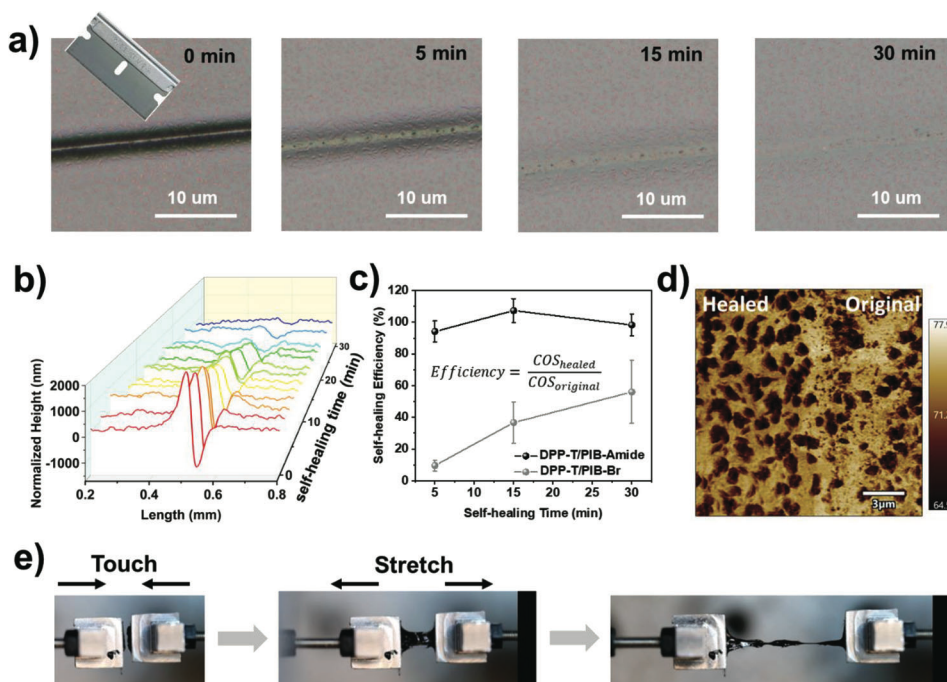 a)
0 min
5 min
15 min
30 min
10 um
10 um
10 um
10 um
b)
2000
1000
0
-1000
Normalized Height (nm)
0.2
0.4
0.6
0.8
Length (mm)
0
10
20
30
self-healing time (min)
c)
120
100
80
60
40
20
0
Self-healing Efficiency (%)
Efficiency = COS_healed / COS_original
DPP-T/PIB-Amide
DPP-T/PIB-Br
5
10
15
20
25
30
Self-healing Time (min)
d)
Healed
Original
3µm
e)
Touch
Stretch